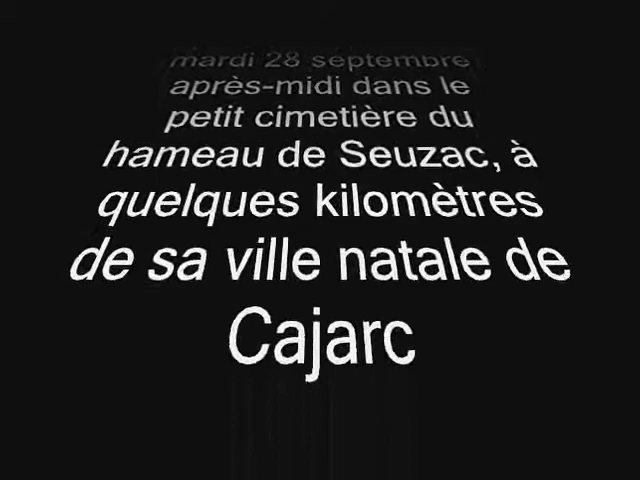 mardi 28 septembre
après-midi dans le
petit cimetière du
hameau de Seuzac, à
quelques kilomètres
de sa ville natale de
Cajarc